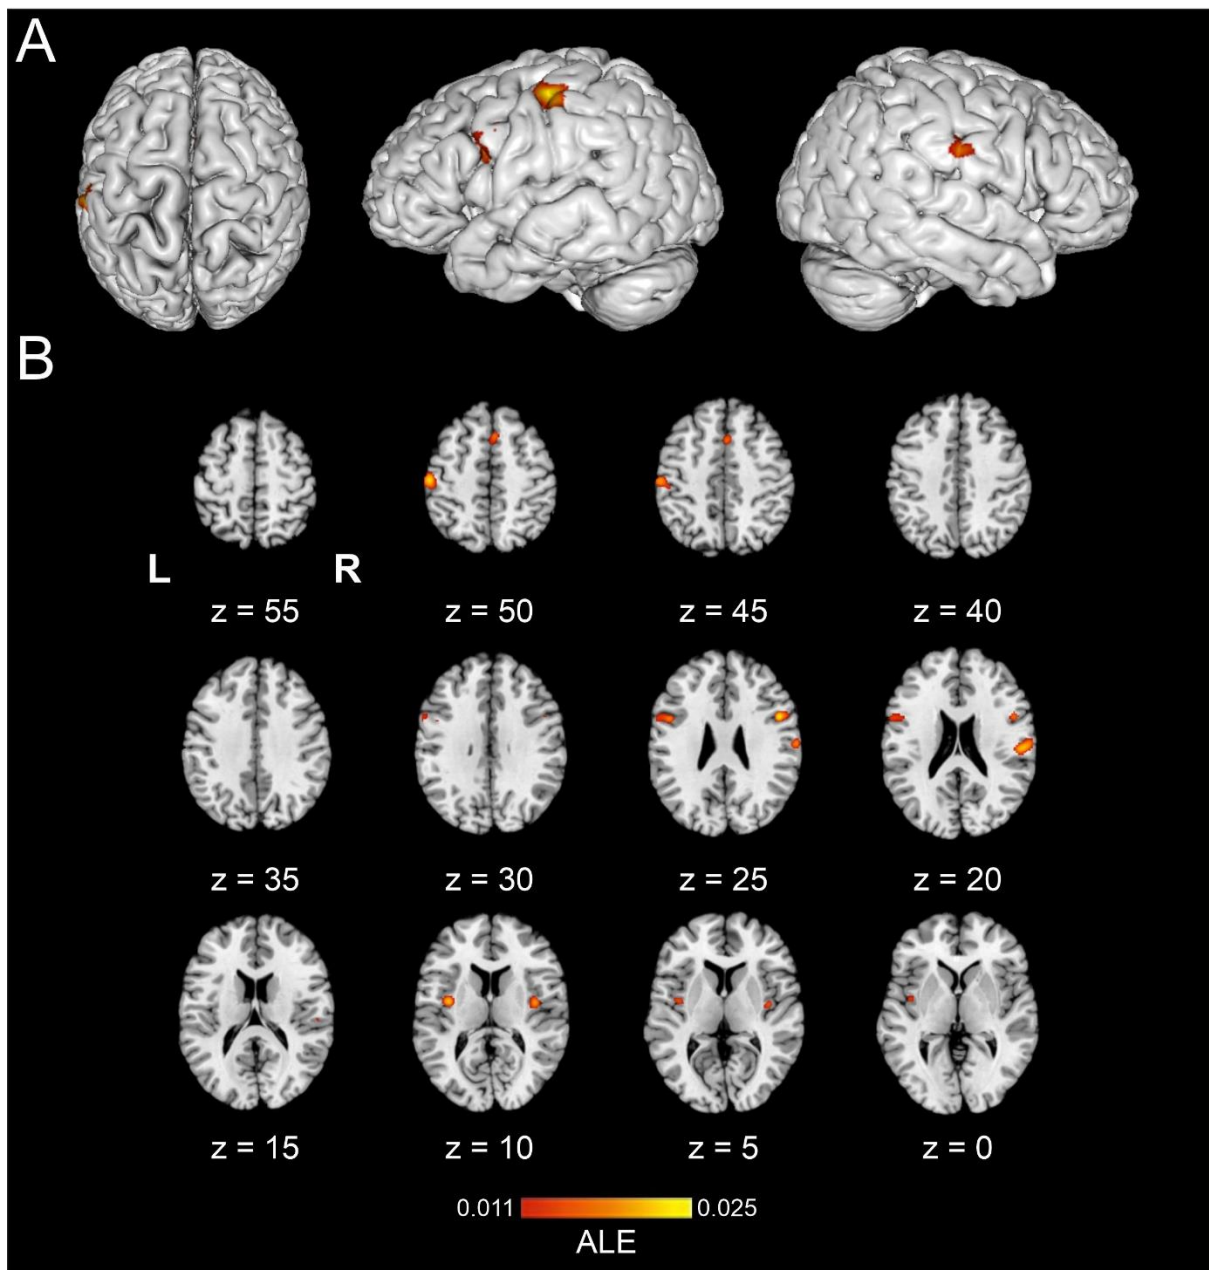 A
B
L R
z = 55 z = 50 z = 45 z = 40
z = 35 z = 30 z = 25 z = 20
z = 15 z = 10 z = 5 z = 0
0.011 0.025
ALE